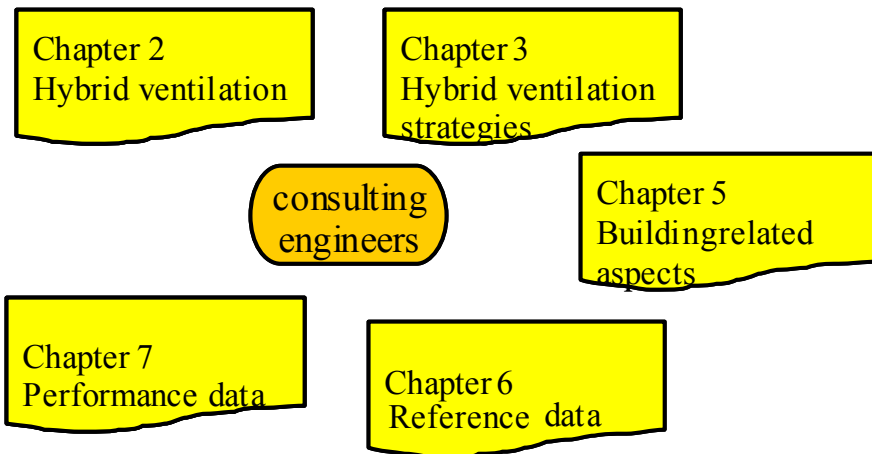 Chapter 2
Hybrid ventilation
Chapter 3
Hybrid ventilation
strategies
consulting
engineers
Chapter 5
Buildingrelated
aspects
Chapter 7
Performance data
Chapter 6
Reference data